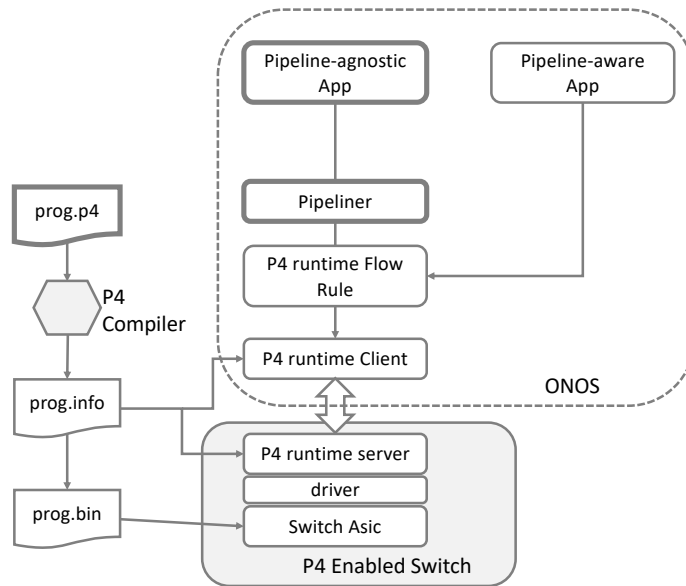 Pipeline-agnostic
App
Pipeline-aware
App
Pipeliner
prog.p4
P4 runtime Flow
Rule
P4
Compiler
P4 runtime Client
ONOS
prog.info
P4 runtime server
driver
prog.bin
Switch Asic
P4 Enabled Switch